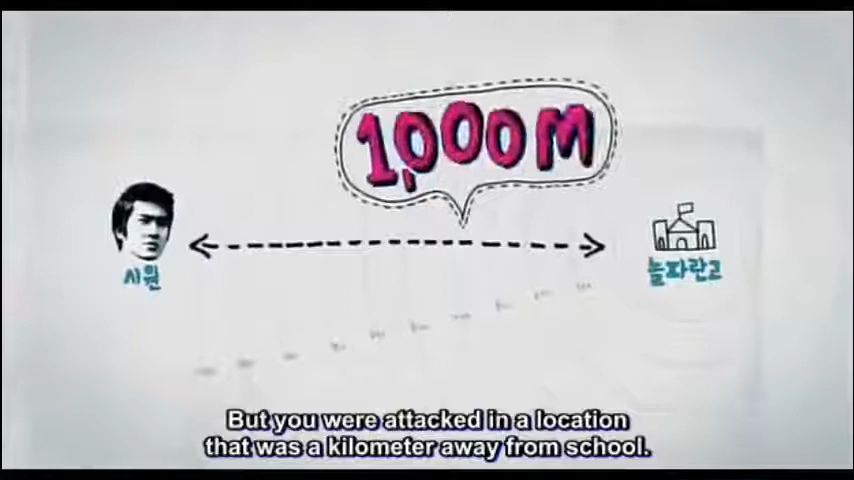 1,000M
시원
늘파란고
But you were attacked in a location
that was a kilometer away from school.